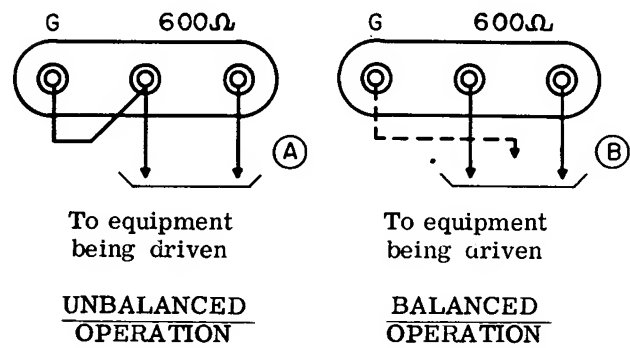 G 600Ω
A
To equipment
being driven
UNBALANCED
OPERATION
G 600Ω
B
To equipment
being driven
BALANCED
OPERATION